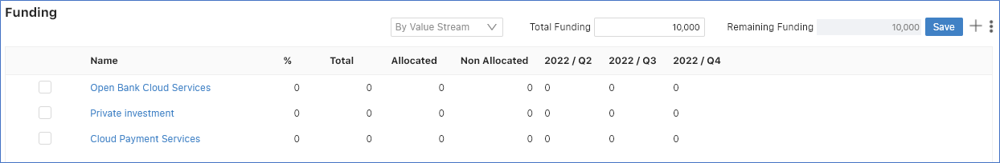 Funding
By Value Stream Total Funding 10,000 Remaining Funding 10,000 Save
Name % Total Allocated Non Allocated 2022 / Q2 2022 / Q3 2022 / Q4
Open Bank Cloud Services 0 0 0 0 0 0 0
Private investment 0 0 0 0 0 0 0
Cloud Payment Services 0 0 0 0 0 0 0